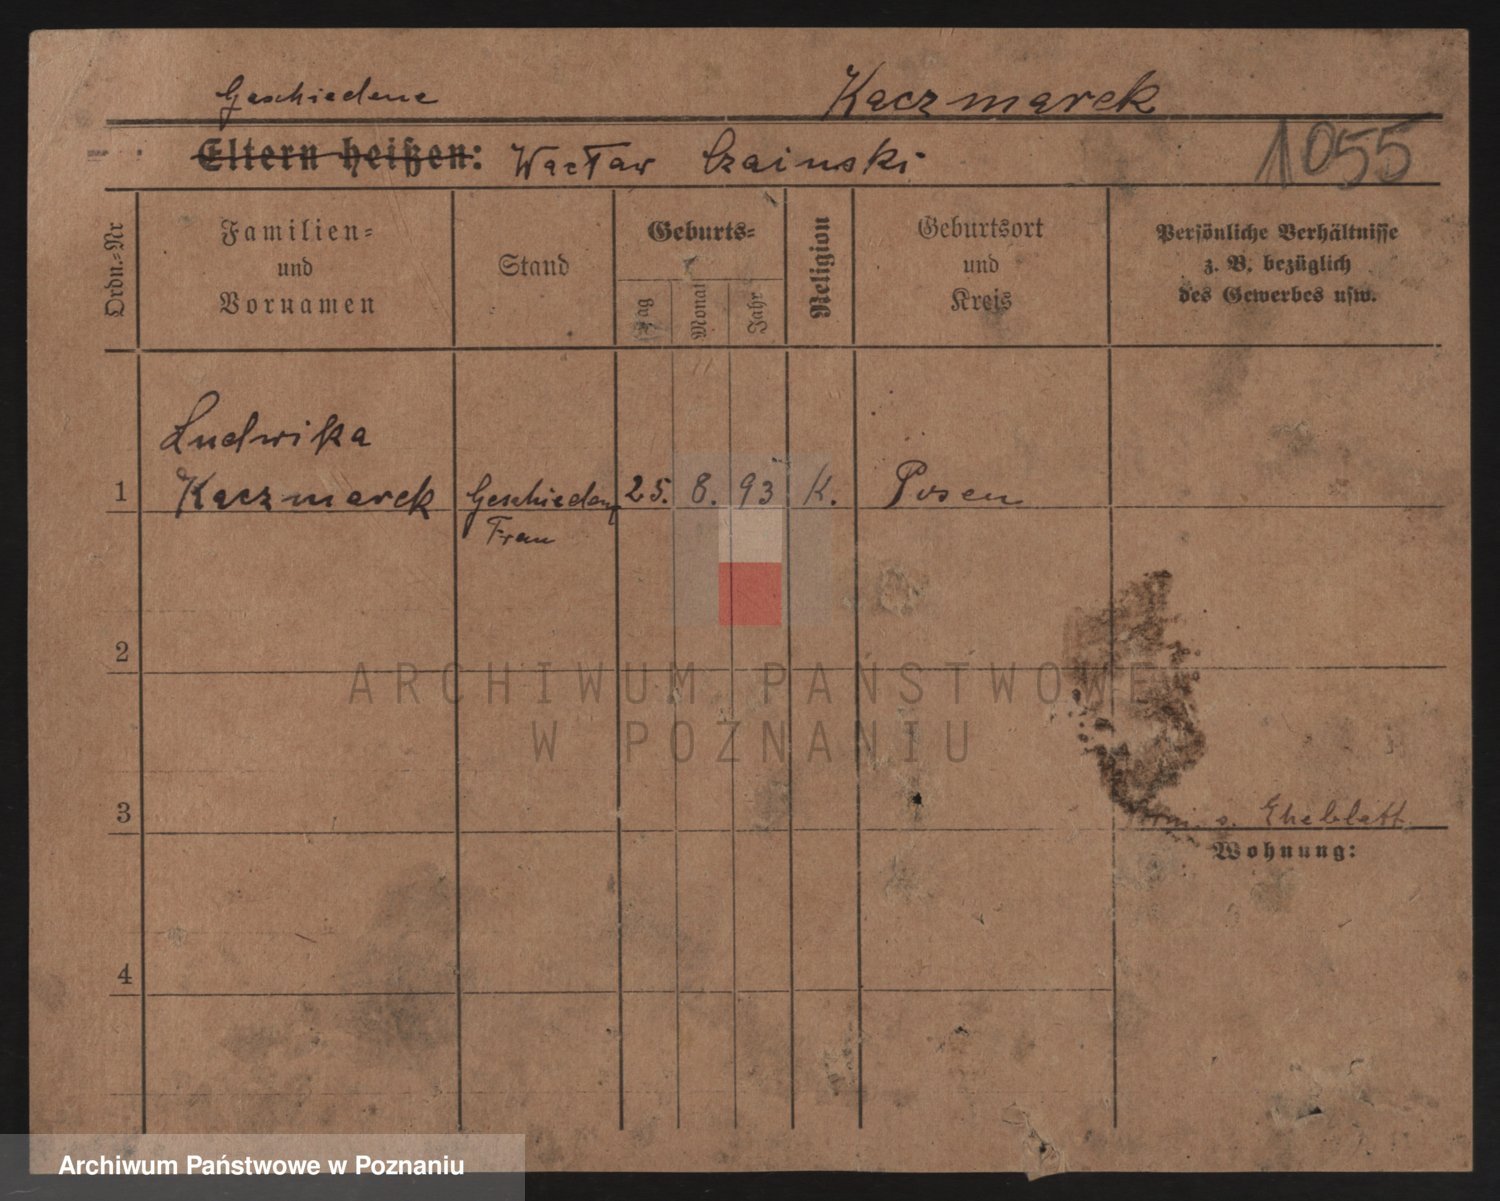 Geschiedene Kaczmarek
Eltern heißen: Wacław Czainski
1055
Ordn.-Nr
Familien-
und
Vornamen
Stand
Geburts-
Tag
Monat
Jahr
Religion
Geburtsort
und
Kreis
Persönliche Verhältnisse
z. B. bezüglich
des Gewerbes usw.
Ludwika
1 Kaczmarek Geschiedene 25. 8. 93 K. Posen
Frau
2
ARCHIWUM PAŃSTWOWE
W POZNANIU
3
s. Eheblatt
Wohnung:
4
Archiwum Państwowe w Poznaniu